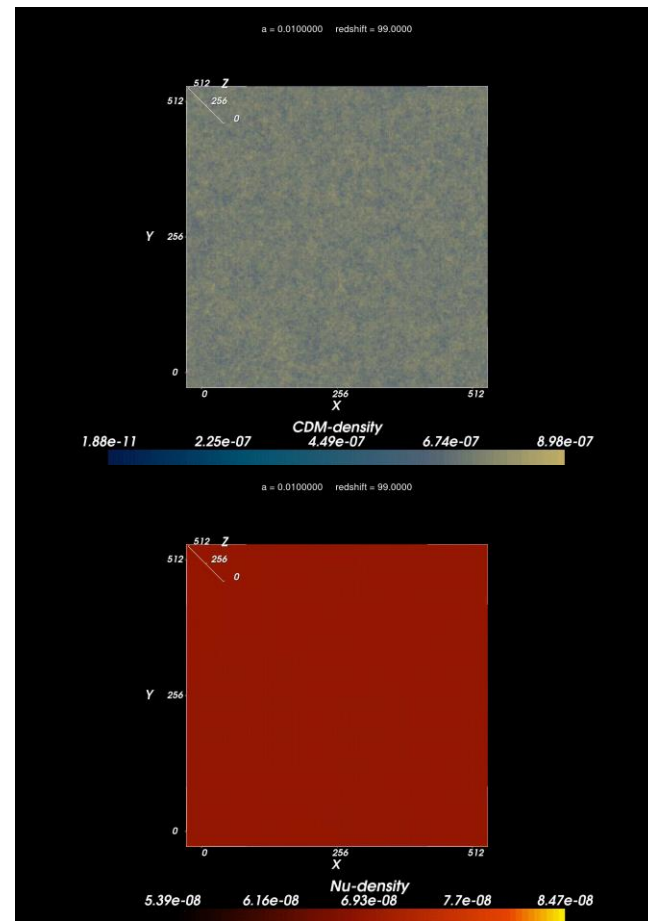 a = 0.0100000 redshift = 99.0000
512 Z
512 256
0
Y 256
0
0 256 512
X
CDM-density
1.88e-11 2.25e-07 4.49e-07 6.74e-07 8.98e-07
a = 0.0100000 redshift = 99.0000
512 Z
512 256
0
Y 256
0
0 256 512
X
Nu-density
5.39e-08 6.16e-08 6.93e-08 7.7e-08 8.47e-08